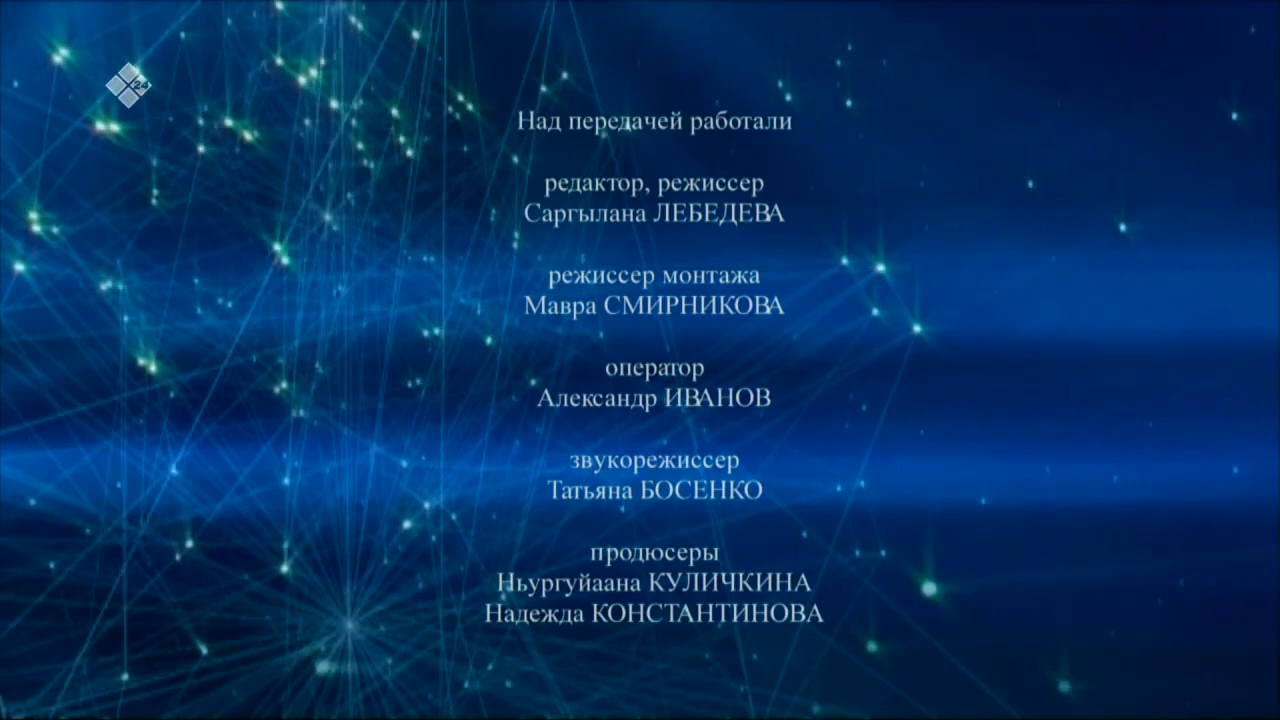 Х24
Над передачей работали
редактор, режиссер
Саргылана ЛЕБЕДЕВА
режиссер монтажа
Мавра СМИРНИКОВА
оператор
Александр ИВАНОВ
звукорежиссер
Татьяна БОСЕНКО
продюсеры
Ньургуйаана КУЛИЧКИНА
Надежда КОНСТАНТИНОВА